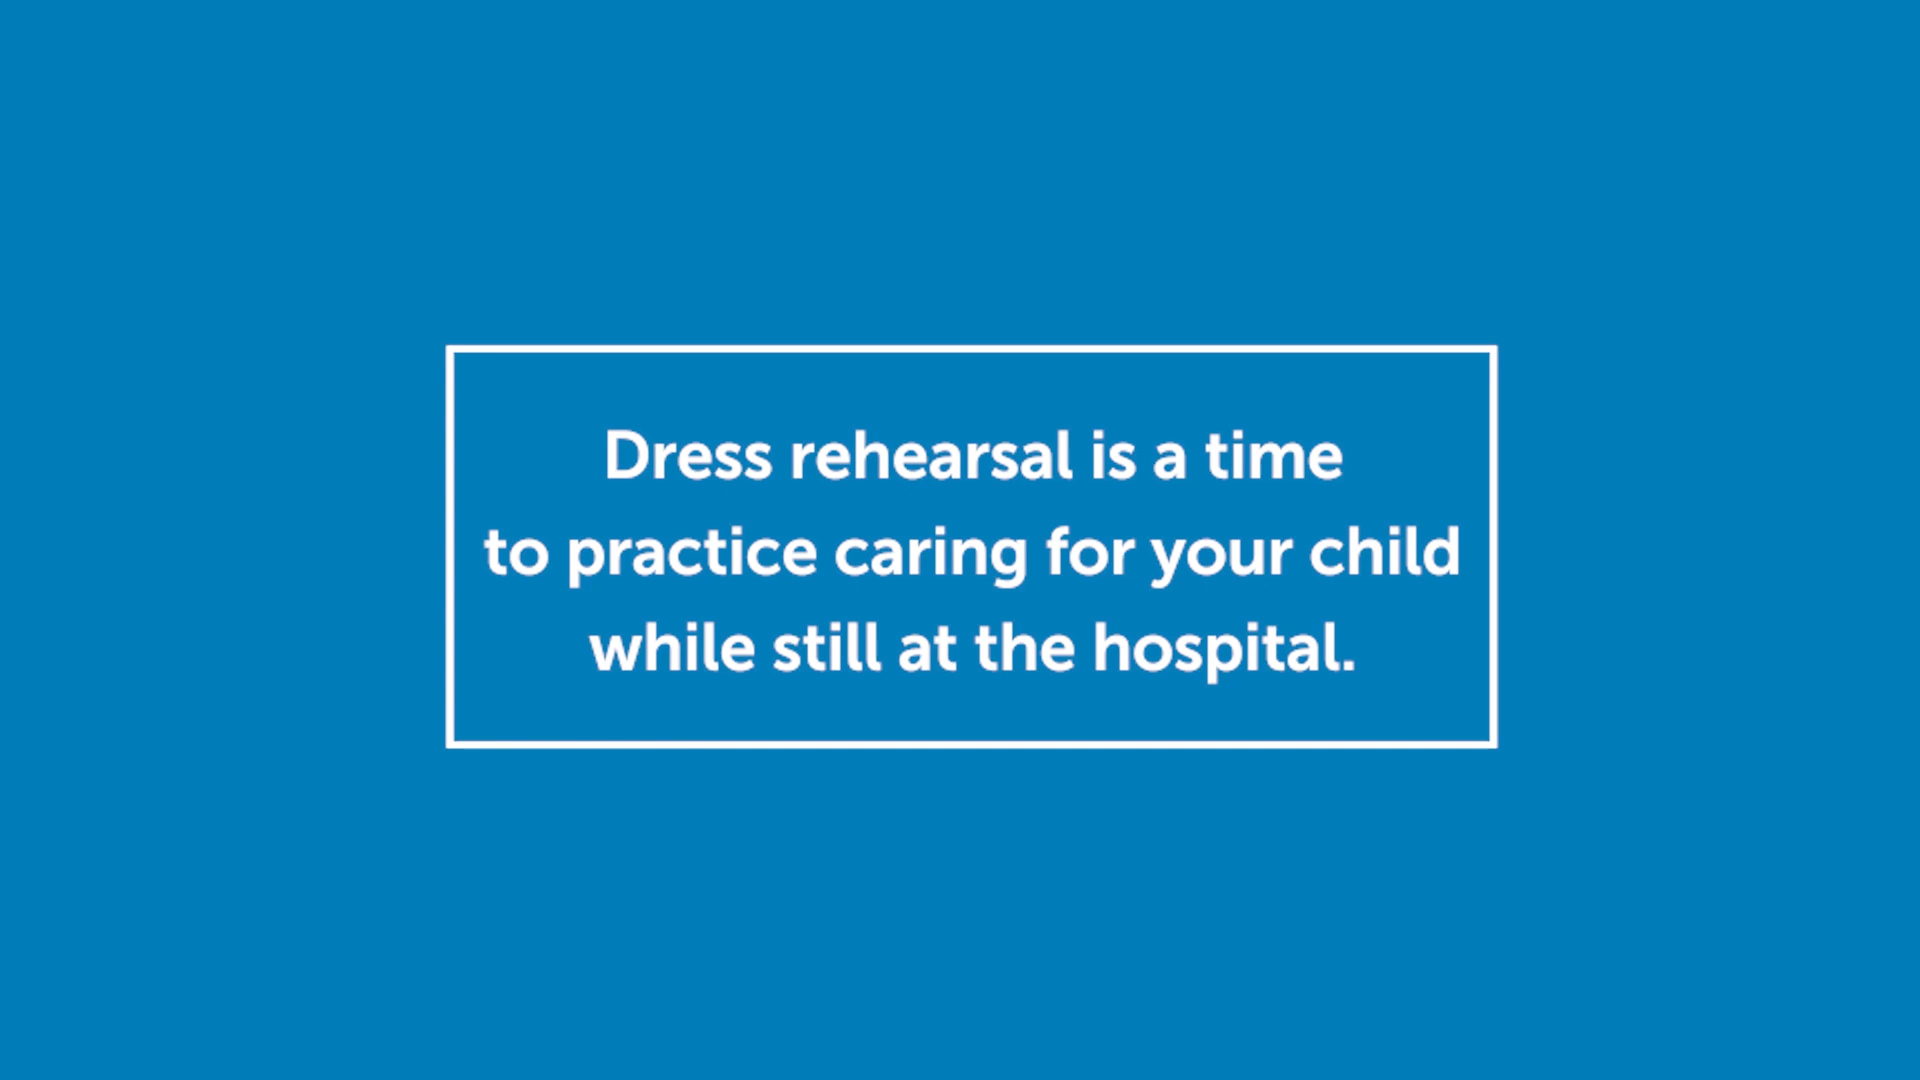 Dress rehearsal is a time
to practice caring for your child
while still at the hospital.